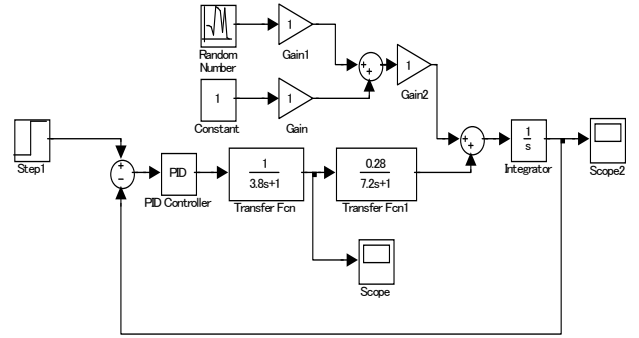 1
Random
Number
Gain1
+
+
1
Gain2
1
Constant
1
Gain
Step1
+
−
PID
PID Controller
1
3.8s+1
Transfer Fcn
0.28
7.2s+1
Transfer Fcn1
+
+
1
s
Integrator
Scope2
Scope